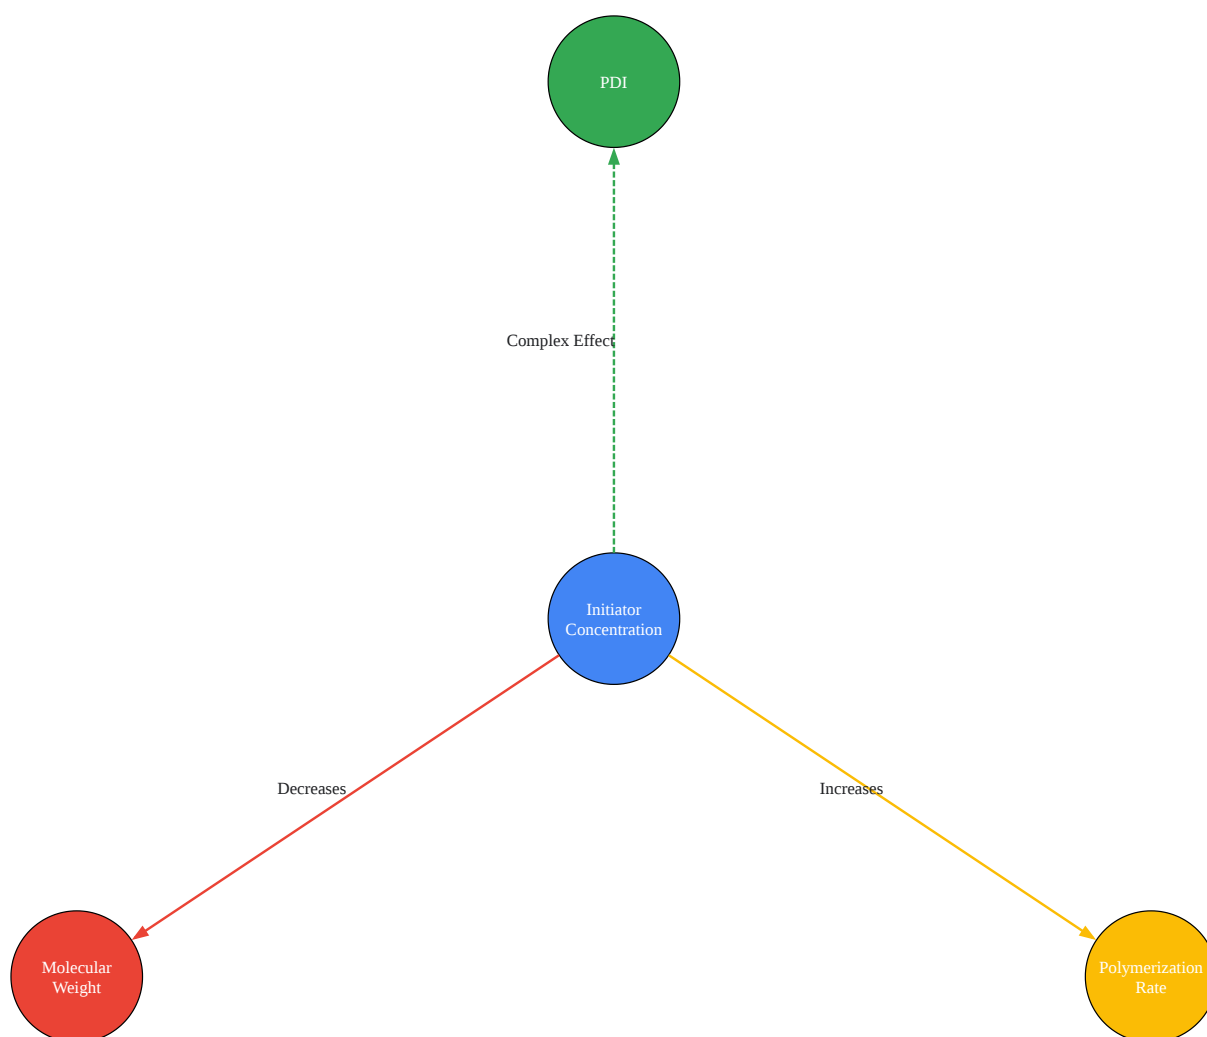 PDI
Complex Effect
Initiator
Concentration
Decreases
Increases
Molecular
Weight
Polymerization
Rate